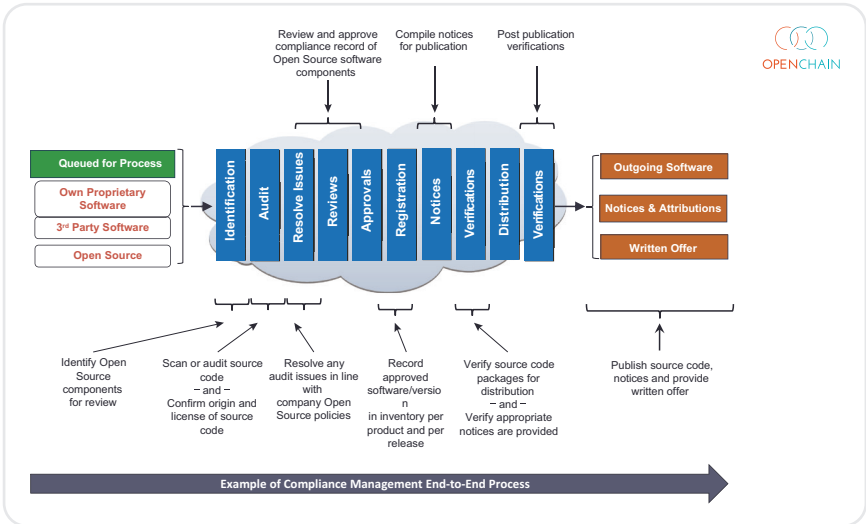 Review and approve
compliance record of
Open Source software
components
Compile notices
for publication
Post publication
verifications
OPENCHAIN
Queued for Process
Own Proprietary
Software
3rd Party Software
Open Source
Identification
Audit
Resolve Issues
Reviews
Approvals
Registration
Notices
Verifications
Distribution
Verifications
Outgoing Software
Notices & Attributions
Written Offer
Identify Open
Source
components
for review
Scan or audit source
code
– and –
Confirm origin and
license of source
code
Resolve any
audit issues in line
with
company Open
Source policies
Record
approved
software/versio
n
in inventory per
product and per
release
Verify source code
packages for
distribution
– and –
Verify appropriate
notices are provided
Publish source code,
notices and provide
written offer
Example of Compliance Management End-to-End Process